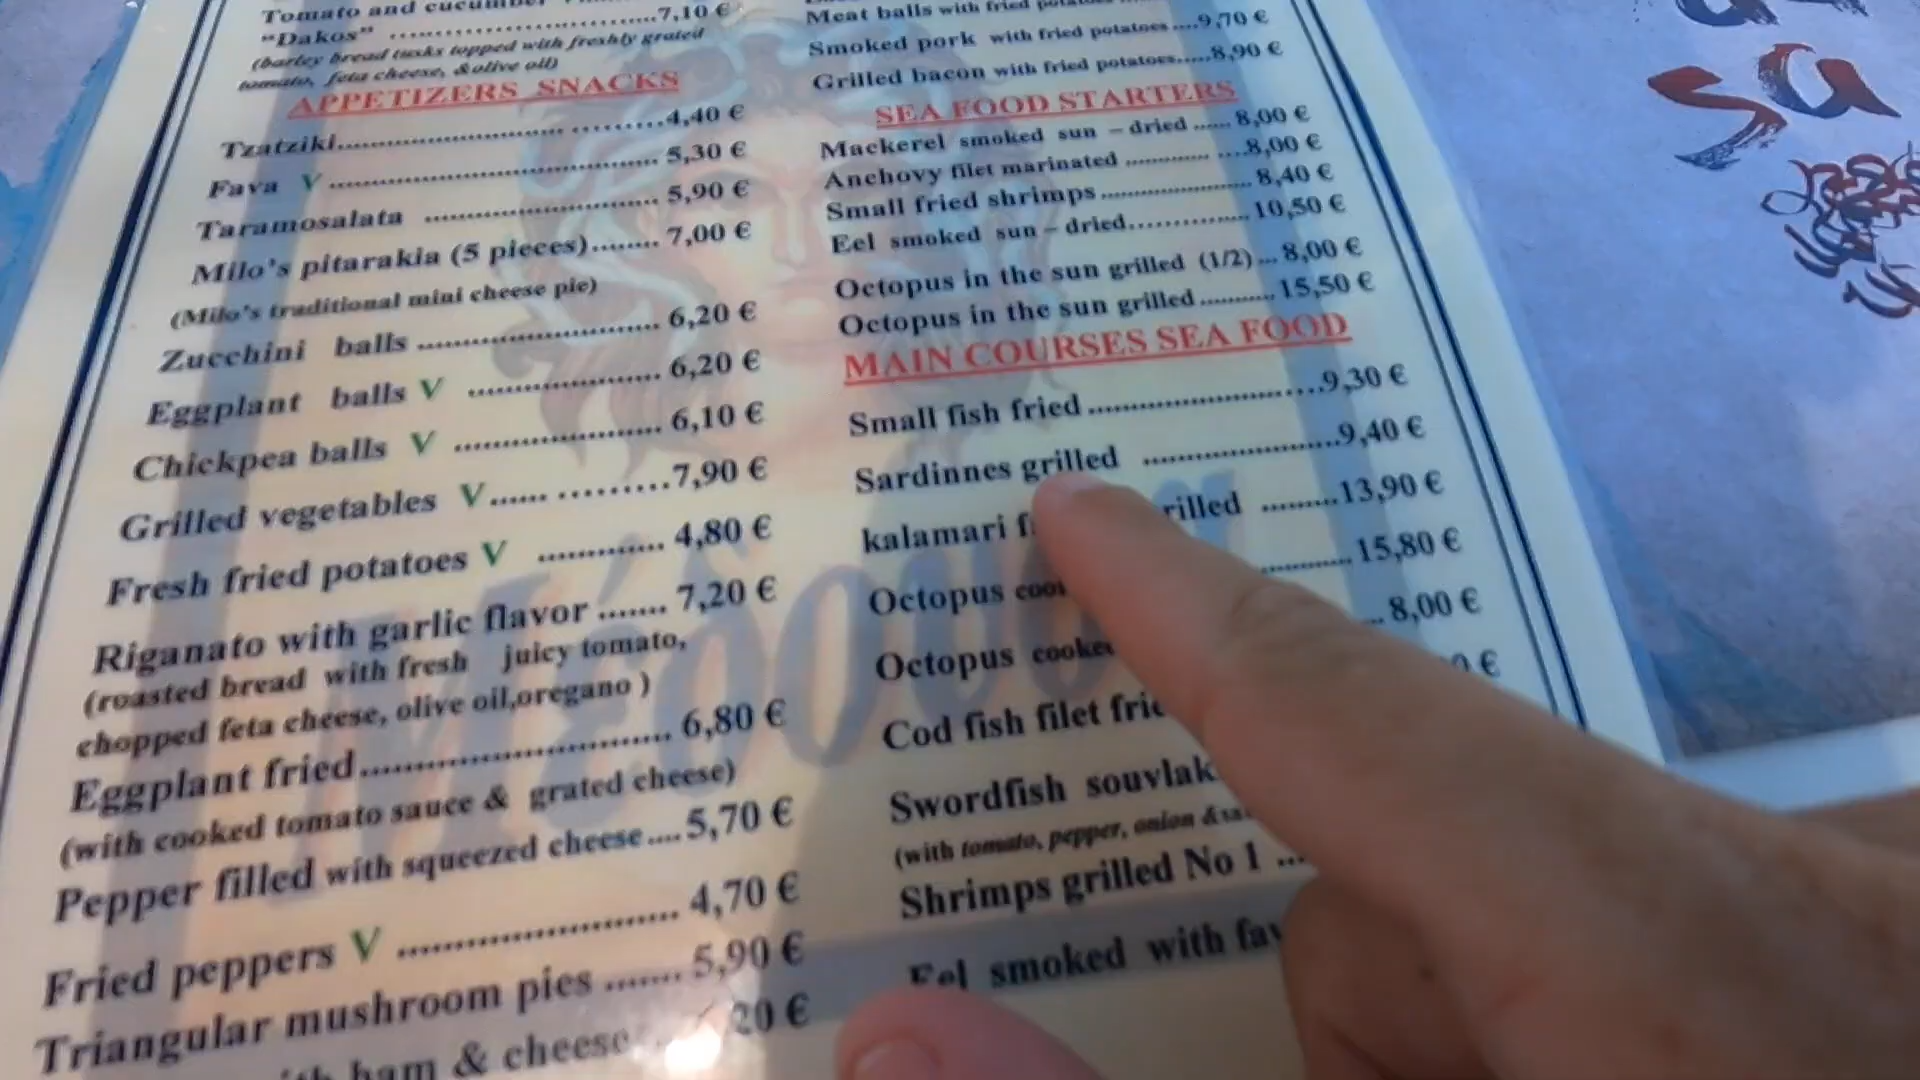 Tomato and cucumber
"Dakos" ..............................7,10 €
(barley bread tusks topped with freshly grated
tomato, feta cheese, &olive oil)
APPETIZERS SNACKS
Tzatziki..........................................4,40 €
Fava V.......................................... 5,30 €
Taramosalata .............................. 5,90 €
Milo's pitarakia (5 pieces)........ 7,00 €
(Milo's traditional mini cheese pie)
Zucchini balls .............................. 6,20 €
Eggplant balls V ........................ 6,20 €
Chickpea balls V ........................ 6,10 €
Grilled vegetables V...... .........7,90 €
Fresh fried potatoes V ............. 4,80 €
Riganato with garlic flavor ....... 7,20 €
(roasted bread with fresh juicy tomato,
chopped feta cheese, olive oil,oregano )
Eggplant fried................................ 6,80 €
(with cooked tomato sauce & grated cheese)
Pepper filled with squeezed cheese.... 5,70 €
Fried peppers V .............................. 4,70 €
Triangular mushroom pies ....... 5,90 €
ham & cheese 20 €
Meat balls with fried potatoes
Smoked pork with fried potatoes ....9,70 €
Grilled bacon with fried potatoes.....8,90 €
SEA FOOD STARTERS
Mackerel smoked sun – dried ...... 8,00 €
Anchovy filet marinated .................8,00 €
Small fried shrimps........................ 8,40 €
Eel smoked sun – dried.................. 10,50 €
Octopus in the sun grilled (1/2)... 8,00 €
Octopus in the sun grilled........... 15,50 €
MAIN COURSES SEA FOOD
Small fish fried ..............................9,30 €
Sardinnes grilled .........................9,40 €
kalamari rilled .........13,90 €
Octopus ........... 15,80 €
Octopus cooked ... 8,00 €
Cod fish filet €
Swordfish
(with tomato, pepper, onion &
Shrimps grilled No 1 ...
Eel smoked with